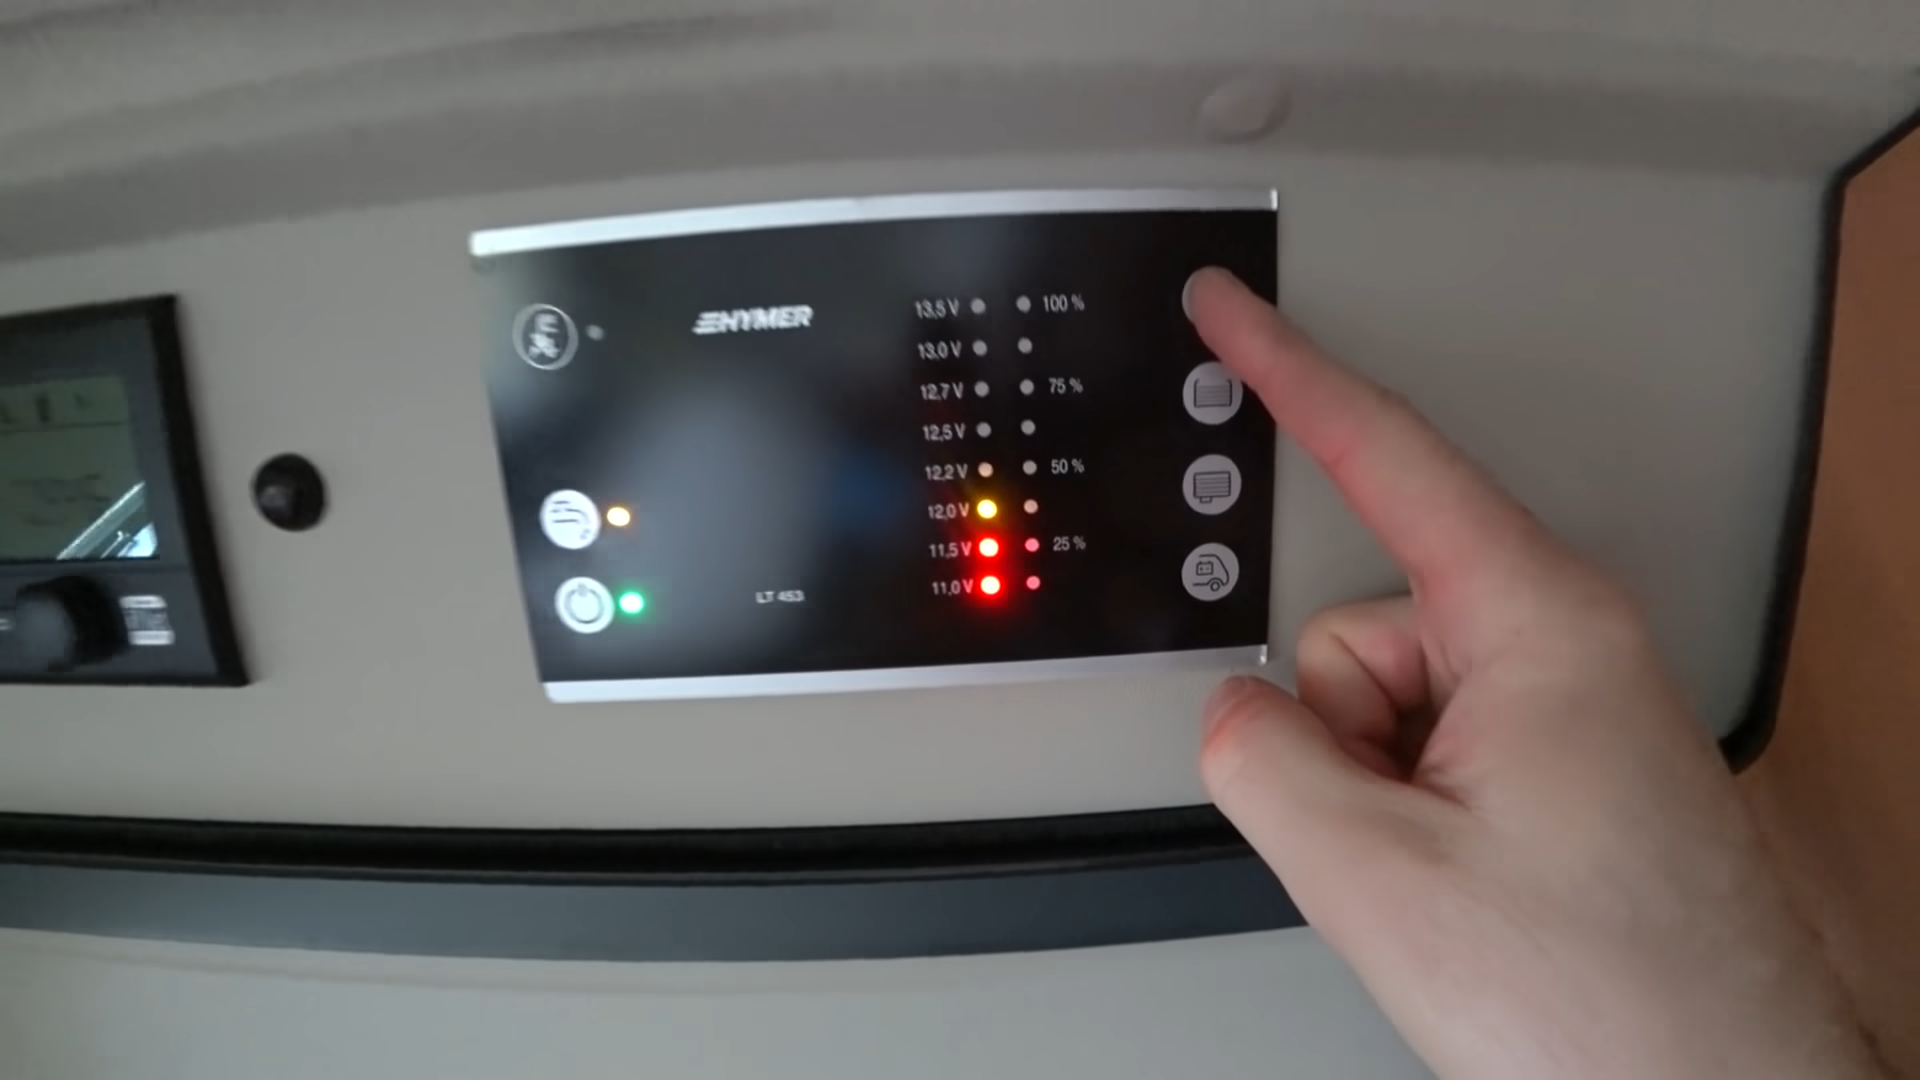 HYMER
13,5 V 100 %
13,0 V
12,7 V 75 %
12,5 V
12,2 V 50 %
12,0 V
11,5 V 25 %
11,0 V
LT 453